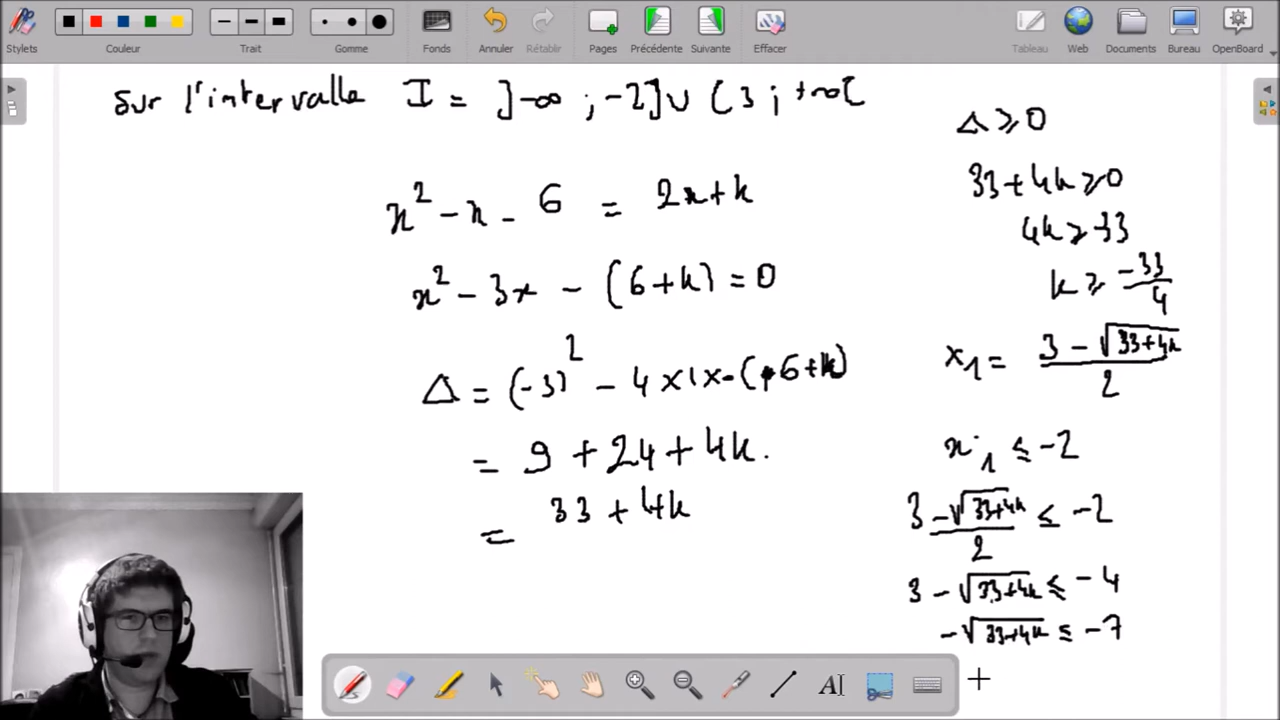 Stylets
Couleur
Trait
Gomme
Fonds
Annuler
Rétablir
Pages
Précédente
Suivante
Effacer
Tableau
Web
Documents
Bureau
OpenBoard
Sur l'intervalle I = ]-∞ ; -2] ∪ [3 ; +∞[
x² - x - 6 = 2x + k
x² - 3x - (6+k) = 0
Δ = (-3)² - 4 × 1 × -(6+k)
= 9 + 24 + 4k.
= 33 + 4k
Δ ≥ 0
33 + 4k ≥ 0
4k ≥ -33
k ≥ -33/4
x₁ = (3 - √(33+4k))/2
x₁ ≤ -2
3 - √(33+4k)/2 ≤ -2
3 - √(33+4k) ≤ -4
-√(33+4k) ≤ -7